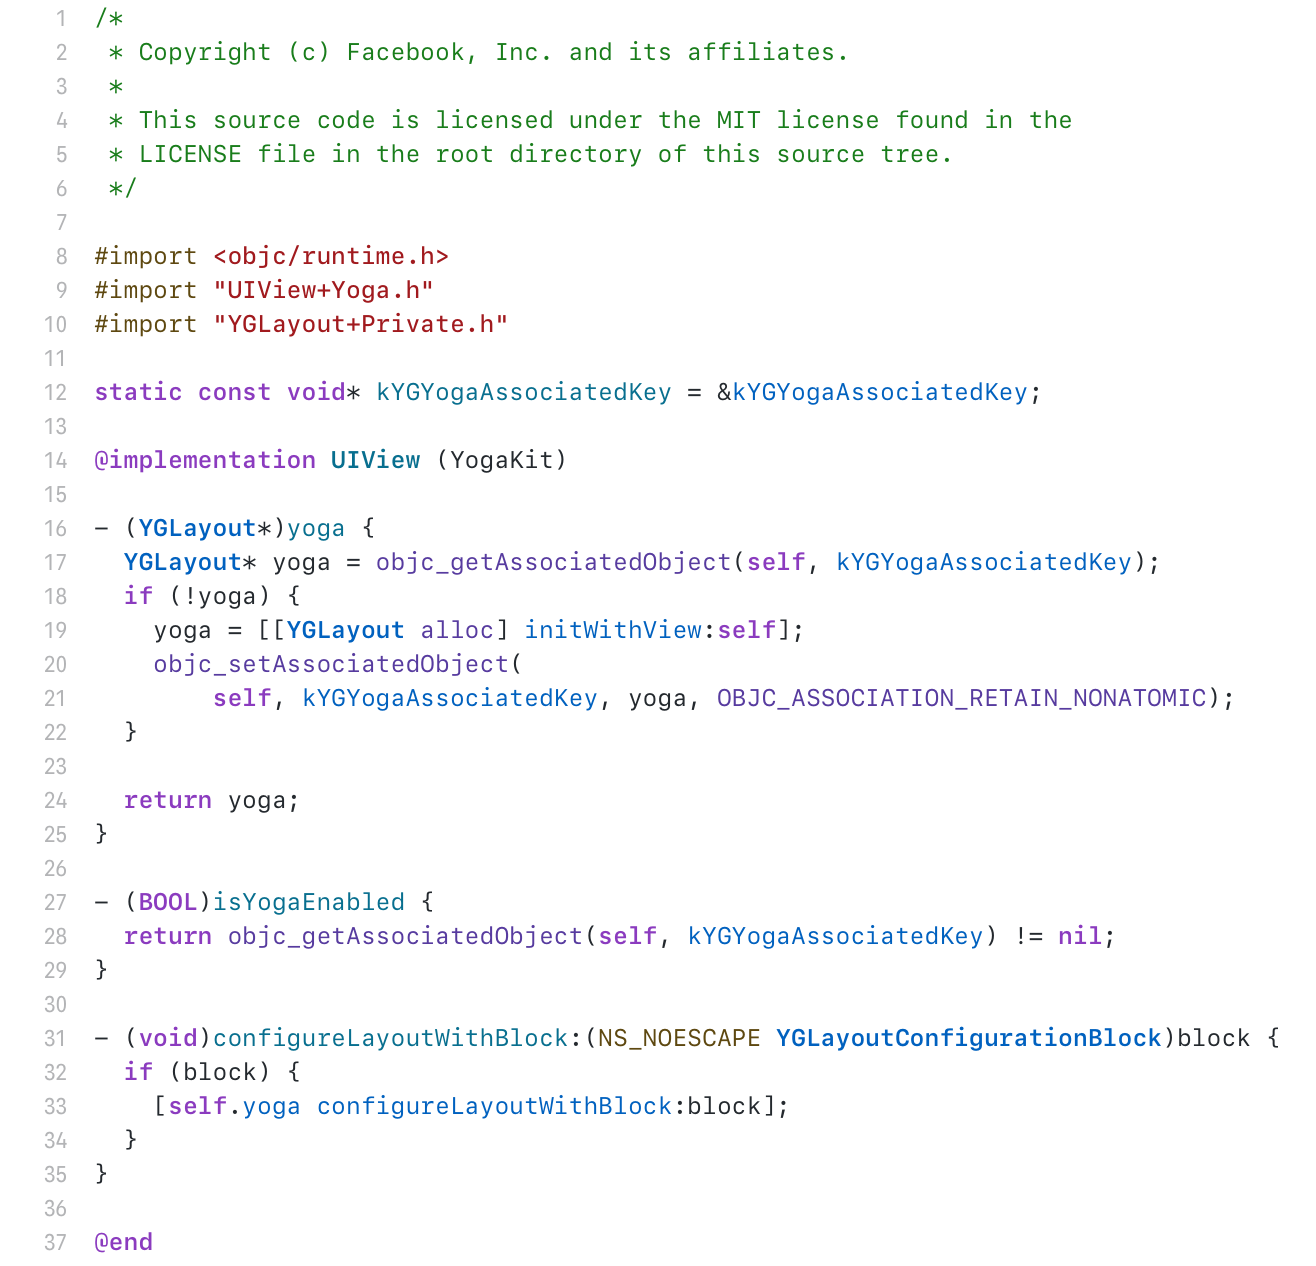 1 /*
2  * Copyright (c) Facebook, Inc. and its affiliates.
3  *
4  * This source code is licensed under the MIT license found in the
5  * LICENSE file in the root directory of this source tree.
6  */
7
8 #import <objc/runtime.h>
9 #import "UIView+Yoga.h"
10 #import "YGLayout+Private.h"
11
12 static const void* kYGYogaAssociatedKey = &kYGYogaAssociatedKey;
13
14 @implementation UIView (YogaKit)
15
16 - (YGLayout*)yoga {
17   YGLayout* yoga = objc_getAssociatedObject(self, kYGYogaAssociatedKey);
18   if (!yoga) {
19     yoga = [[YGLayout alloc] initWithView:self];
20     objc_setAssociatedObject(
21         self, kYGYogaAssociatedKey, yoga, OBJC_ASSOCIATION_RETAIN_NONATOMIC);
22   }
23
24   return yoga;
25 }
26
27 - (BOOL)isYogaEnabled {
28   return objc_getAssociatedObject(self, kYGYogaAssociatedKey) != nil;
29 }
30
31 - (void)configureLayoutWithBlock:(NS_NOESCAPE YGLayoutConfigurationBlock)block {
32   if (block) {
33     [self.yoga configureLayoutWithBlock:block];
34   }
35 }
36
37 @end